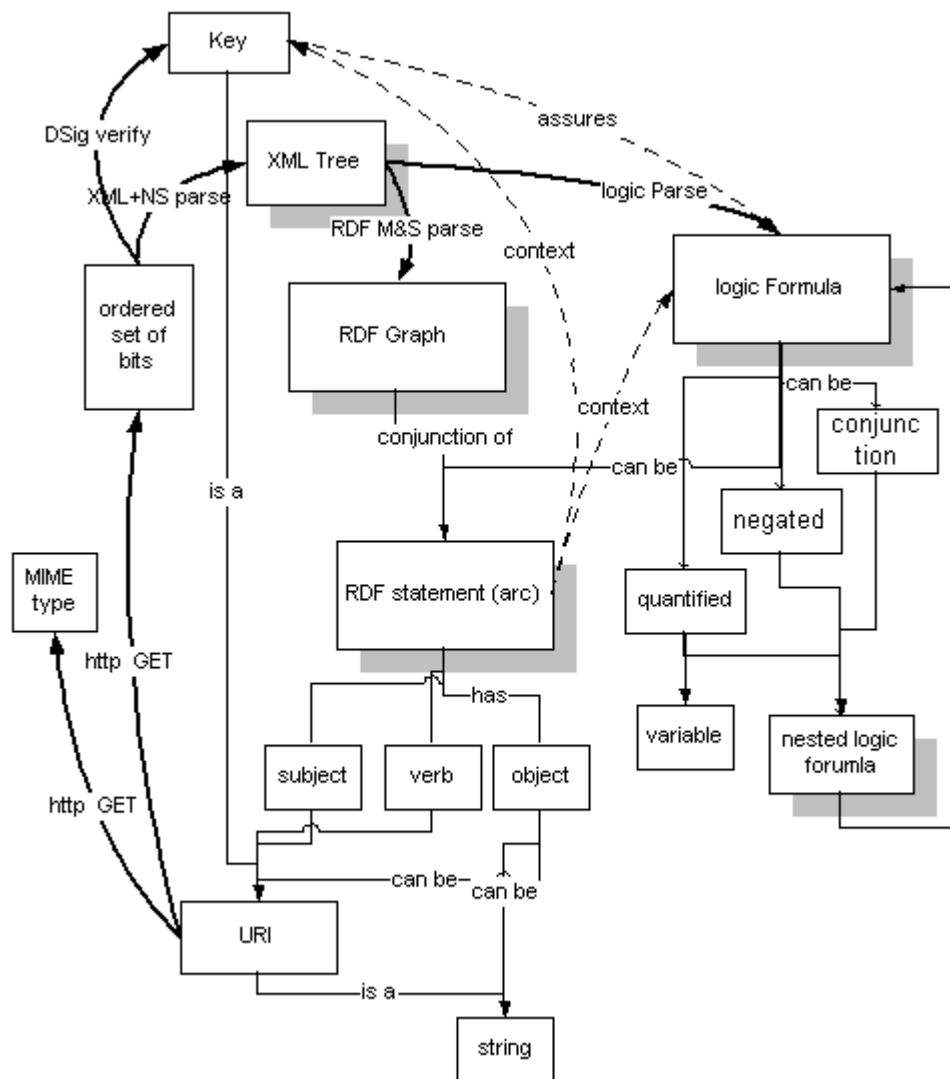 Key
DSig verify
assures
XML Tree
XML+NS parse
logic Parse
RDF M&S parse
context
ordered
set of
bits
logic Formula
RDF Graph
can be
context
conjunc
tion
conjunction of
can be
is a
negated
MIME
type
RDF statement (arc)
quantified
http GET
has
variable
nested logic
forumla
subject
verb
object
http GET
can be
can be
URI
is a
string